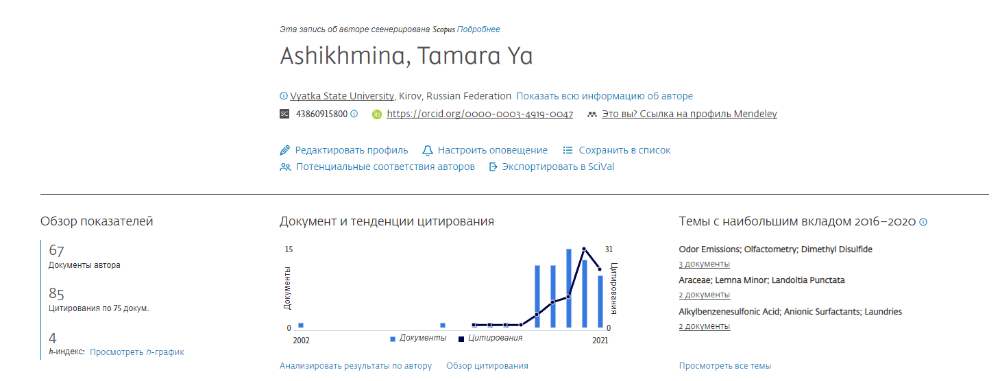 Эта запись об авторе сгенерирована Scopus Подробнее
Ashikhmina, Tamara Ya
Vyatka State University, Kirov, Russian Federation Показать всю информацию об авторе
SC 43860915800 iD https://orcid.org/0000-0003-4919-0047 Это вы? Ссылка на профиль Mendeley
Редактировать профиль Настроить оповещение Сохранить в список
Потенциальные соответствия авторов Экспортировать в SciVal
Обзор показателей
67
Документы автора
85
Цитирования по 75 докум.
4
h-индекс: Просмотреть h-график
Документ и тенденции цитирования
15 31
Документы
Цитирования
0 0
2002 2021
Документы Цитирования
Анализировать результаты по автору Обзор цитирования
Темы с наибольшим вкладом 2016–2020
Odor Emissions; Olfactometry; Dimethyl Disulfide
3 документы
Araceae; Lemna Minor; Landoltia Punctata
2 документы
Alkylbenzenesulfonic Acid; Anionic Surfactants; Laundries
2 документы
Просмотреть все темы